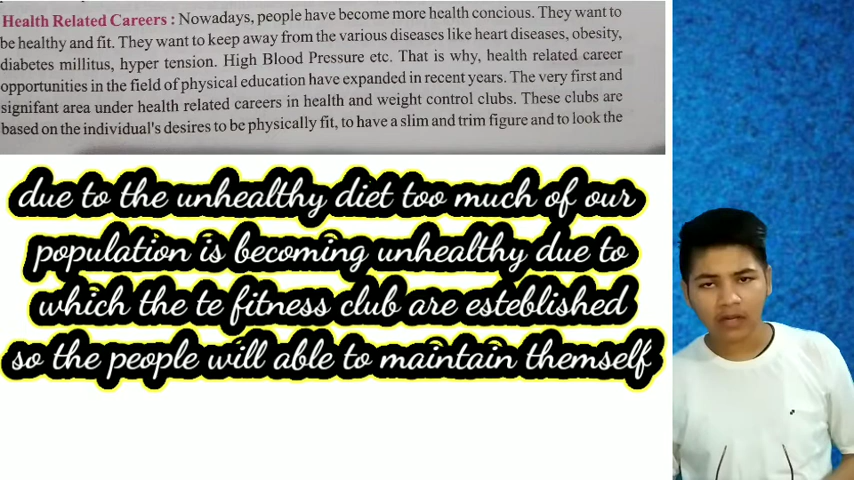 Health Related Careers : Nowadays, people have become more health concious. They want to
be healthy and fit. They want to keep away from the various diseases like heart diseases, obesity,
diabetes millitus, hyper tension. High Blood Pressure etc. That is why, health related career
opportunities in the field of physical education have expanded in recent years. The very first and
signifant area under health related careers in health and weight control clubs. These clubs are
based on the individual's desires to be physically fit, to have a slim and trim figure and to look the
due to the unhealthy diet too much of our
population is becoming unhealthy due to
which the te fitness club are esteblished
so the people will able to maintain themself